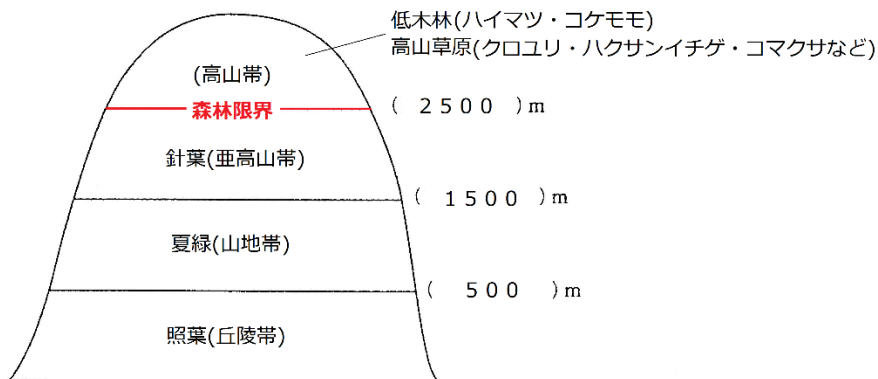 低木林(ハイマツ・コケモモ)
高山草原(クロユリ・ハクサンイチゲ・コマクサなど)
(高山帯)
森林限界
( 2500 )m
針葉(亜高山帯)
( 1500 )m
夏緑(山地帯)
( 500 )m
照葉(丘陵帯)